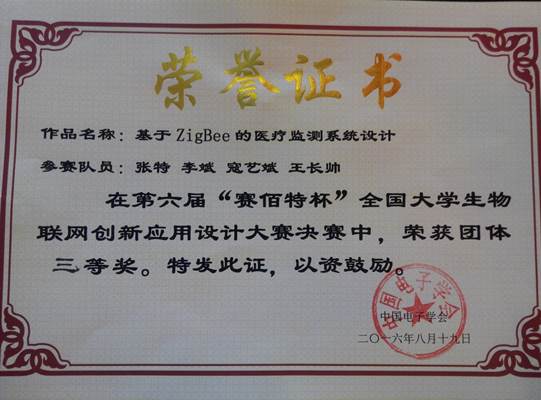 荣誉证书
作品名称：基于ZigBee的医疗监测系统设计
参赛队员：张特 李斌 寇艺斌 王长帅
在第六届“赛佰特杯”全国大学生物
联网创新应用设计大赛决赛中，荣获团体
三等奖。特发此证，以资鼓励。
中国电子学会
中国电子学会
二〇一六年八月十九日